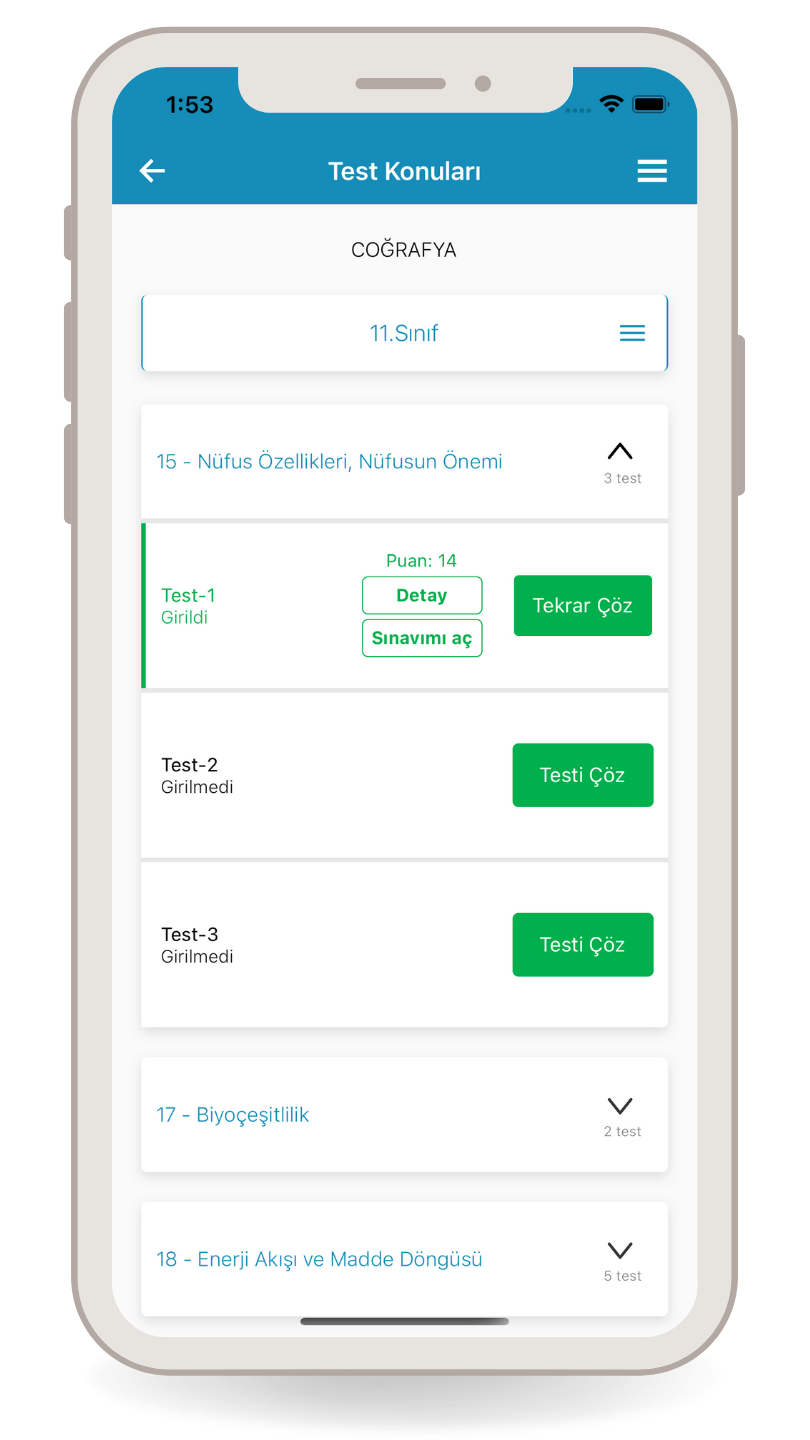 1:53
Test Konuları
COĞRAFYA
11.Sınıf
15 - Nüfus Özellikleri, Nüfusun Önemi
3 test
Test-1
Girildi
Puan: 14
Detay
Sınavımı aç
Tekrar Çöz
Test-2
Girilmedi
Testi Çöz
Test-3
Girilmedi
Testi Çöz
17 - Biyoçeşitlilik
2 test
18 - Enerji Akışı ve Madde Döngüsü
5 test